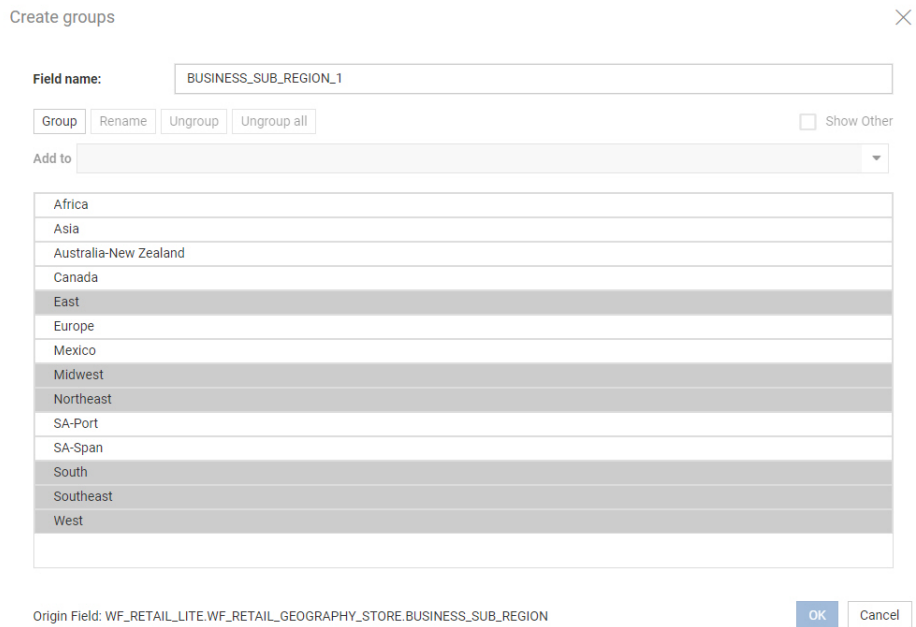 Create groups
Field name: BUSINESS_SUB_REGION_1
Group Rename Ungroup Ungroup all Show Other
Add to
Africa
Asia
Australia-New Zealand
Canada
East
Europe
Mexico
Midwest
Northeast
SA-Port
SA-Span
South
Southeast
West
Origin Field: WF_RETAIL_LITE.WF_RETAIL_GEOGRAPHY_STORE.BUSINESS_SUB_REGION OK Cancel